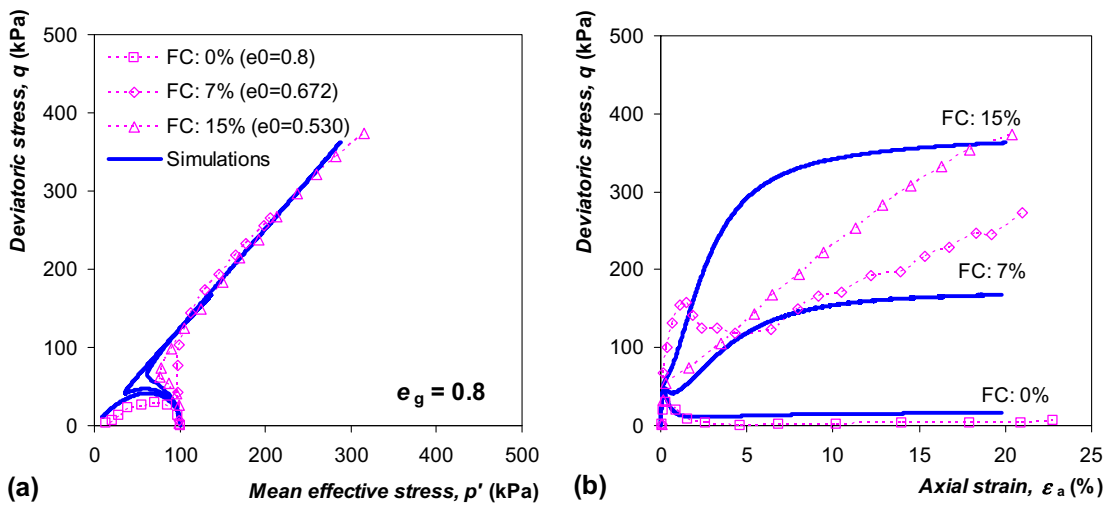 Deviatoric stress, q (kPa)
500
400
300
200
100
0
FC: 0% (e0=0.8)
FC: 7% (e0=0.672)
FC: 15% (e0=0.530)
Simulations
e g = 0.8
0 100 200 300 400 500
(a)
Mean effective stress, p' (kPa)
Deviatoric stress, q (kPa)
500
400
300
200
100
0
FC: 15%
FC: 7%
FC: 0%
0 5 10 15 20 25
(b)
Axial strain, ε a (%)